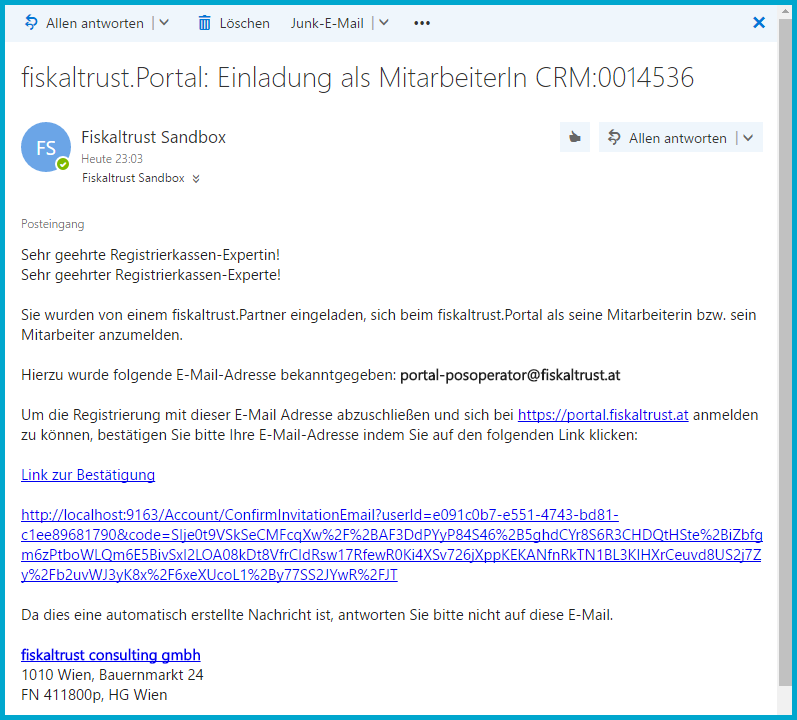 Allen antworten Löschen Junk-E-Mail
fiskaltrust.Portal: Einladung als MitarbeiterIn CRM:0014536
FS
Fiskaltrust Sandbox
Heute 23:03
Fiskaltrust Sandbox
Allen antworten
Posteingang
Sehr geehrte Registrierkassen-Expertin!
Sehr geehrter Registrierkassen-Experte!
Sie wurden von einem fiskaltrust.Partner eingeladen, sich beim fiskaltrust.Portal als seine Mitarbeiterin bzw. sein
Mitarbeiter anzumelden.
Hierzu wurde folgende E-Mail-Adresse bekanntgegeben: portal-posoperator@fiskaltrust.at
Um die Registrierung mit dieser E-Mail Adresse abzuschließen und sich bei https://portal.fiskaltrust.at anmelden
zu können, bestätigen Sie bitte Ihre E-Mail-Adresse indem Sie auf den folgenden Link klicken:
Link zur Bestätigung
http://localhost:9163/Account/ConfirmInvitationEmail?userId=e091c0b7-e551-4743-bd81-
c1ee89681790&code=SIje0t9VSkSeCMFcqXw%2F%2BAF3DdPYyP84S46%2B5ghdCYr8S6R3CHDQtHSte%2BiZbfg
m6zPtboWLQm6E5BivSxI2LOA08kDt8VfrCIdRsw17RfewR0Ki4XSv726jXppKEKANfnRkTN1BL3KIHXrCeuvd8US2j7Z
y%2Fb2uvWJ3yK8x%2F6xeXUcoL1%2By77SS2JYwR%2FJT
Da dies eine automatisch erstellte Nachricht ist, antworten Sie bitte nicht auf diese E-Mail.
fiskaltrust consulting gmbh
1010 Wien, Bauernmarkt 24
FN 411800p, HG Wien